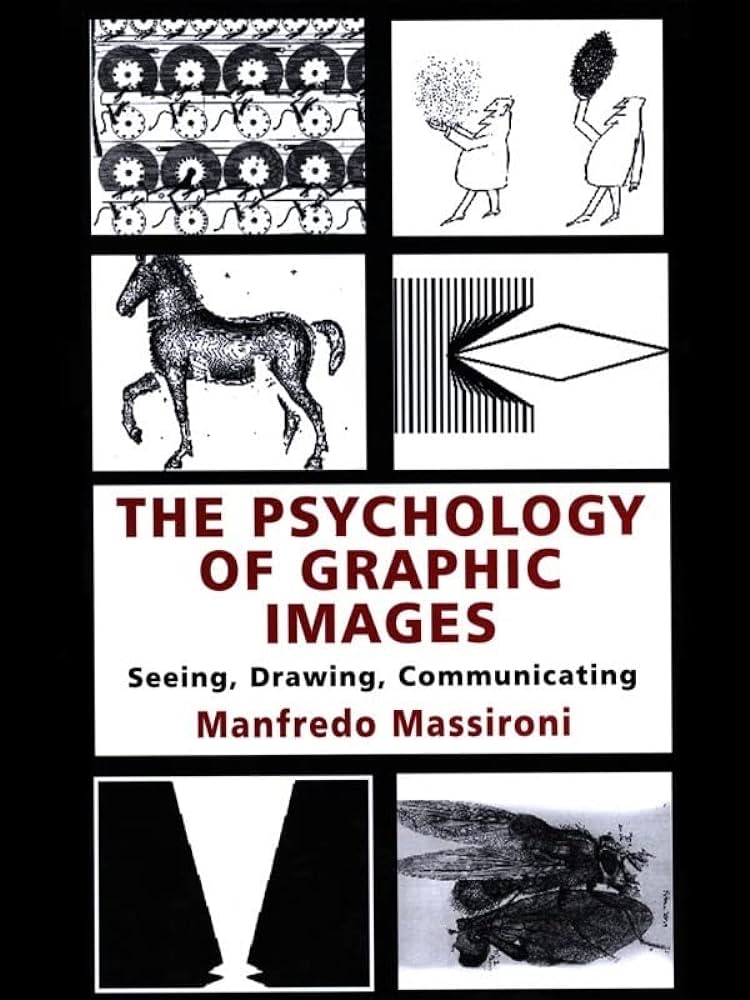 THE PSYCHOLOGY
OF GRAPHIC
IMAGES
Seeing, Drawing, Communicating
Manfredo Massironi